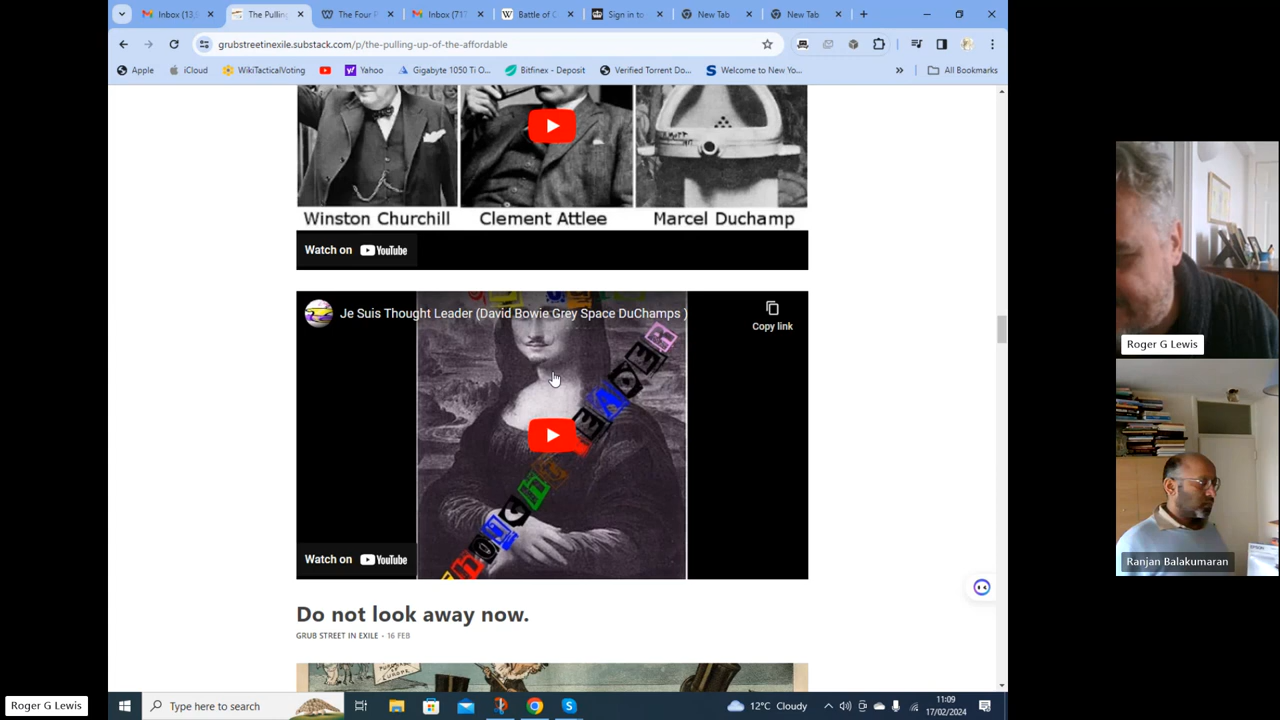 Inbox (13,
The Pulling
The Four P
Inbox (717
Battle of C
Sign in to
New Tab
New Tab
grubstreetinexile.substack.com/p/the-pulling-up-of-the-affordable
Apple
iCloud
WikiTacticalVoting
Yahoo
Gigabyte 1050 Ti O...
Bitfinex - Deposit
Verified Torrent Do...
Welcome to New Yo...
All Bookmarks
Winston Churchill
Clement Attlee
Marcel Duchamp
Watch on YouTube
Je Suis Thought Leader (David Bowie Grey Space DuChamps )
Copy link
Watch on YouTube
Do not look away now.
GRUB STREET IN EXILE • 16 FEB
Type here to search
12°C Cloudy
11:09
17/02/2024
Roger G Lewis
Ranjan Balakumaran
Roger G Lewis